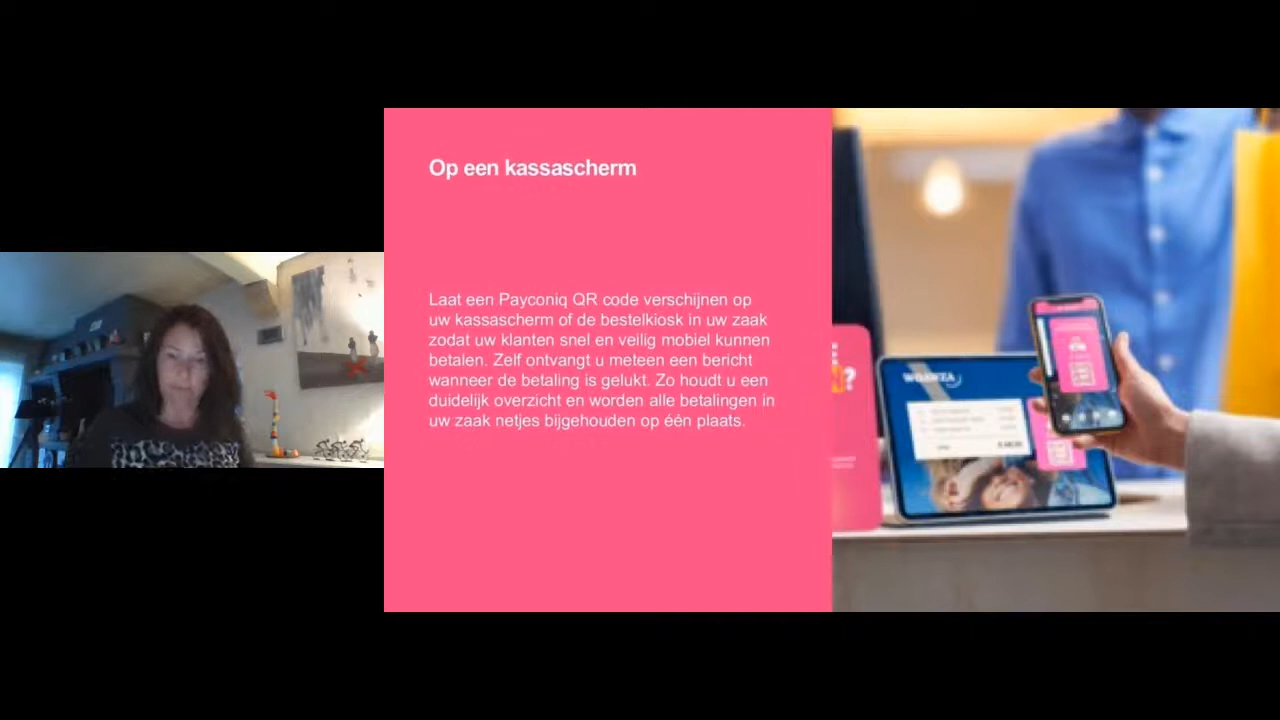 Op een kassascherm
Laat een Payconiq QR code verschijnen op
uw kassascherm of de bestelkiosk in uw zaak
zodat uw klanten snel en veilig mobiel kunnen
betalen. Zelf ontvangt u meteen een bericht
wanneer de betaling is gelukt. Zo houdt u een
duidelijk overzicht en worden alle betalingen in
uw zaak netjes bijgehouden op één plaats.
?